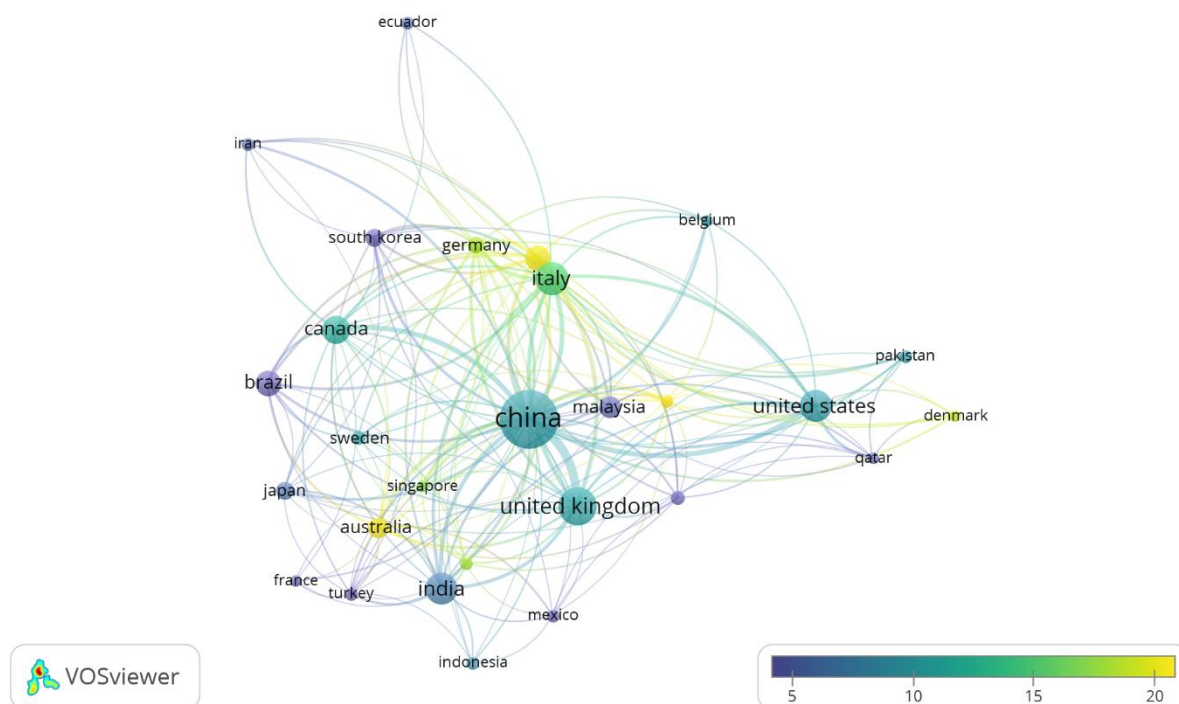 ecuador
iran
belgium
south korea
germany
italy
canada
pakistan
brazil
china
malaysia
united states
denmark
sweden
qatar
singapore
japan
united kingdom
australia
france
turkey
india
mexico
indonesia
VOSviewer
5
10
15
20